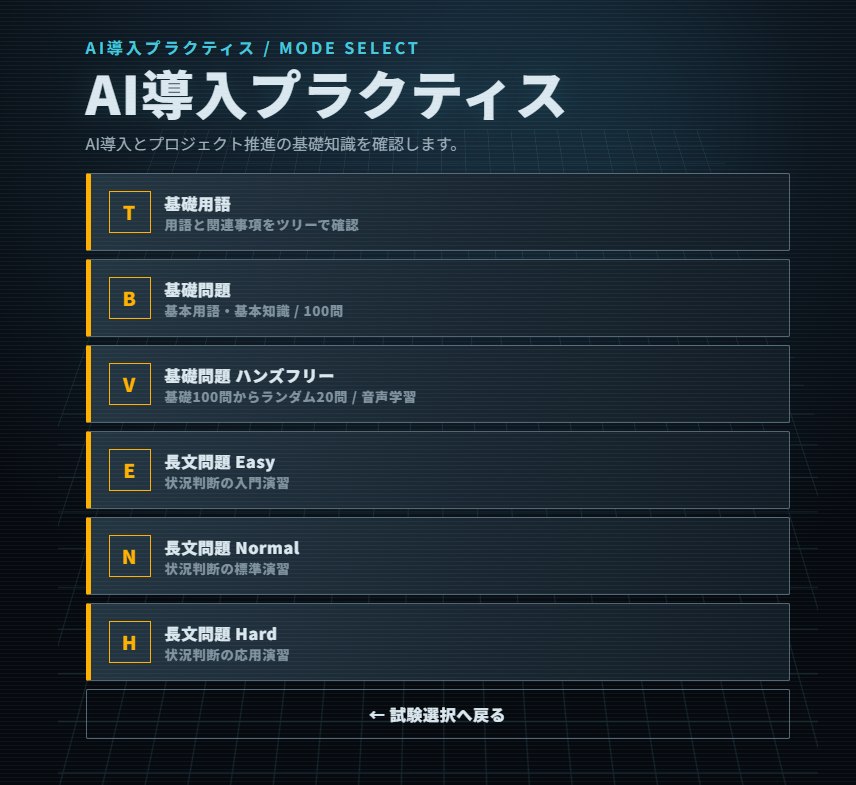 AI導入プラクティス / MODE SELECT
AI導入プラクティス
AI導入とプロジェクト推進の基礎知識を確認します。
T
基礎用語
用語と関連事項をツリーで確認
B
基礎問題
基本用語・基本知識 / 100問
V
基礎問題 ハンズフリー
基礎100問からランダム20問 / 音声学習
E
長文問題 Easy
状況判断の入門演習
N
長文問題 Normal
状況判断の標準演習
H
長文問題 Hard
状況判断の応用演習
← 試験選択へ戻る